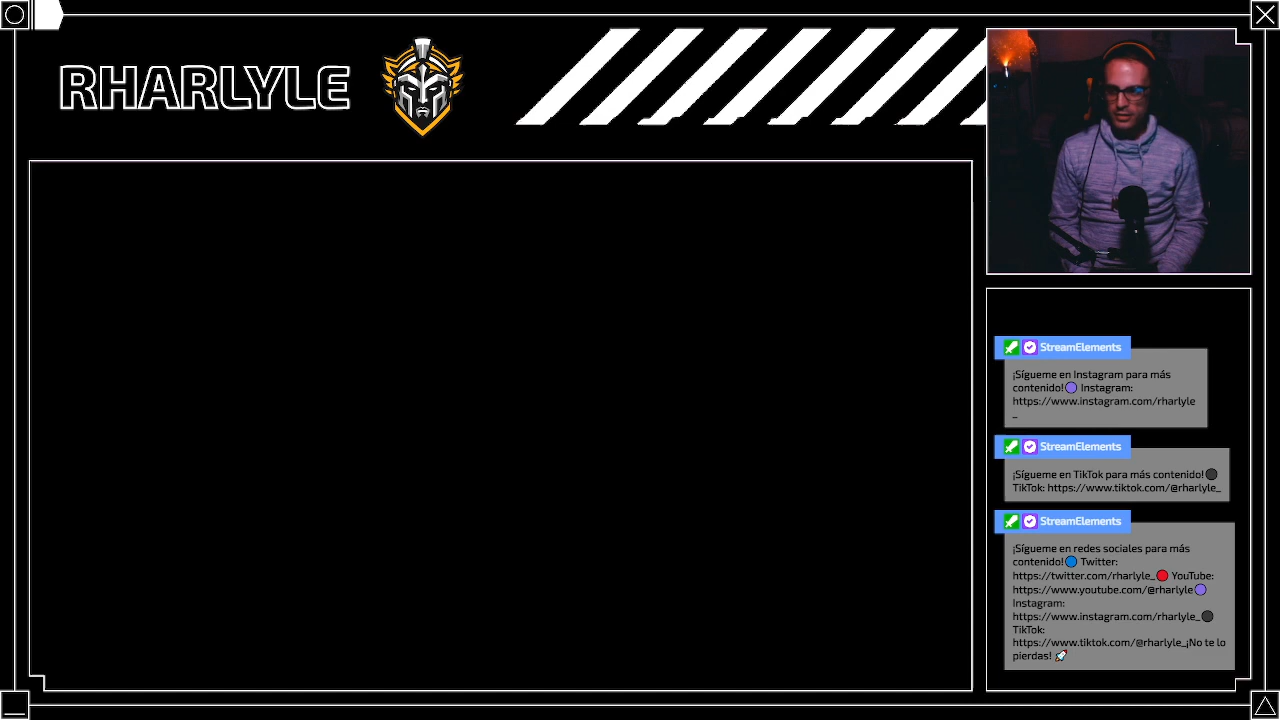 RHARLYLE
StreamElements
¡Sígueme en Instagram para más
contenido! Instagram:
https://www.instagram.com/rharlyle
_
StreamElements
¡Sígueme en TikTok para más contenido!
TikTok: https://www.tiktok.com/@rharlyle_
StreamElements
¡Sígueme en redes sociales para más
contenido! Twitter:
https://twitter.com/rharlyle_ YouTube:
https://www.youtube.com/@rharlyle
Instagram:
https://www.instagram.com/rharlyle_
TikTok:
https://www.tiktok.com/@rharlyle_¡No te lo
pierdas!